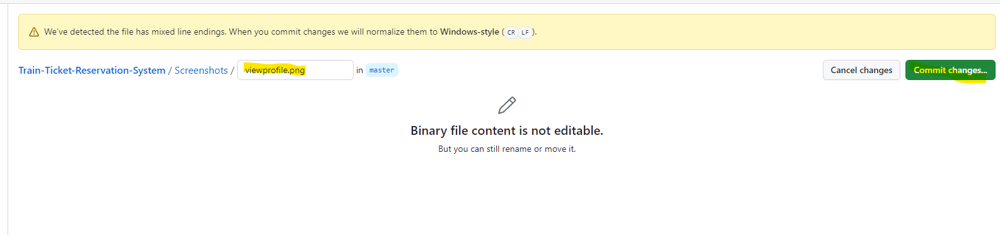 We've detected the file has mixed line endings. When you commit changes we will normalize them to Windows-style (CR LF).
Train-Ticket-Reservation-System / Screenshots / viewprofile.png in master Cancel changes Commit changes...
Binary file content is not editable.
But you can still rename or move it.